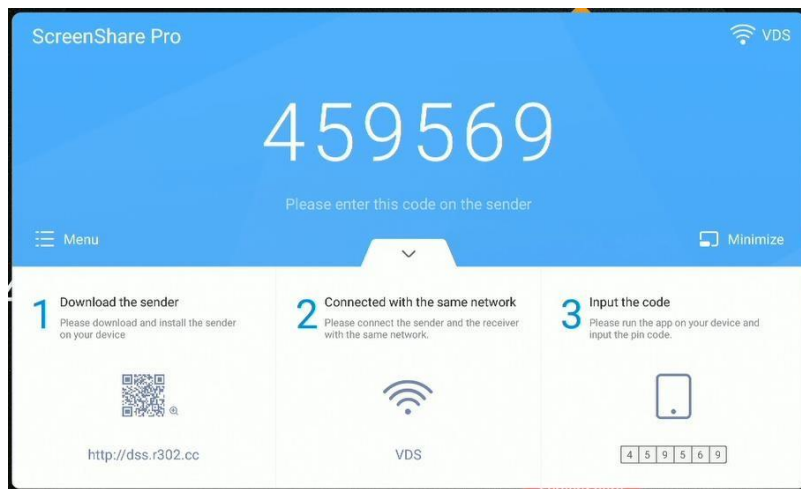 ScreenShare Pro
VDS
459569
Please enter this code on the sender
Menu
Minimize
1
Download the sender
Please download and install the sender
on your device
http://dss.r302.cc
2
Connected with the same network
Please connect the sender and the receiver
with the same network.
VDS
3
Input the code
Please run the app on your device and
input the pin code.
4 5 9 5 6 9